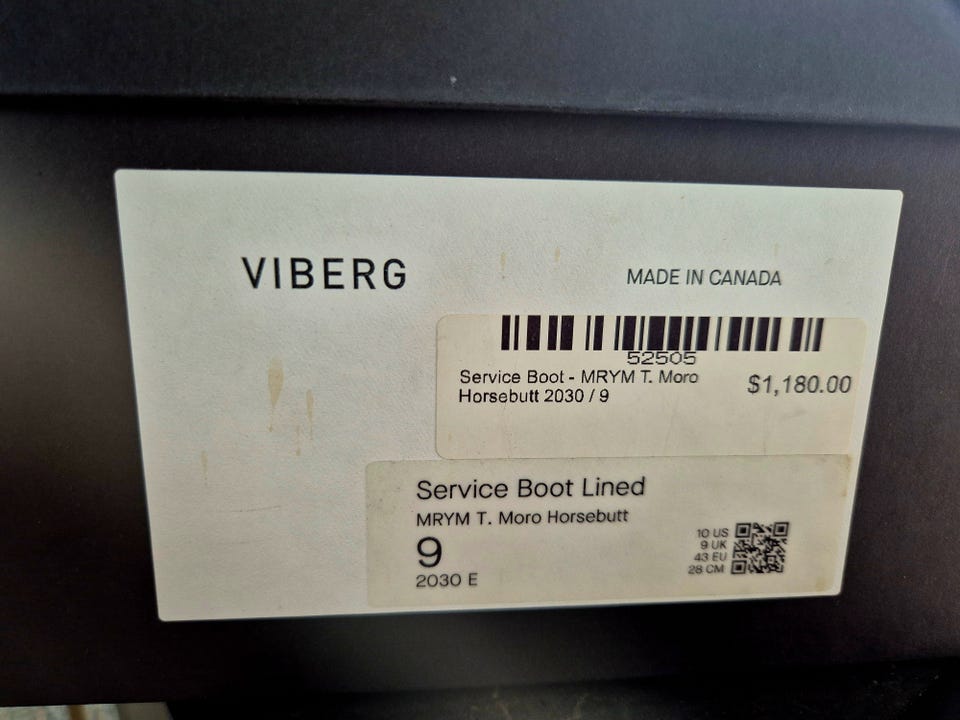 VIBERG
MADE IN CANADA
52505
Service Boot - MRYM T. Moro
Horsebutt 2030 / 9
$1,180.00
Service Boot Lined
MRYM T. Moro Horsebutt
9
2030 E
10 US
9 UK
43 EU
28 CM